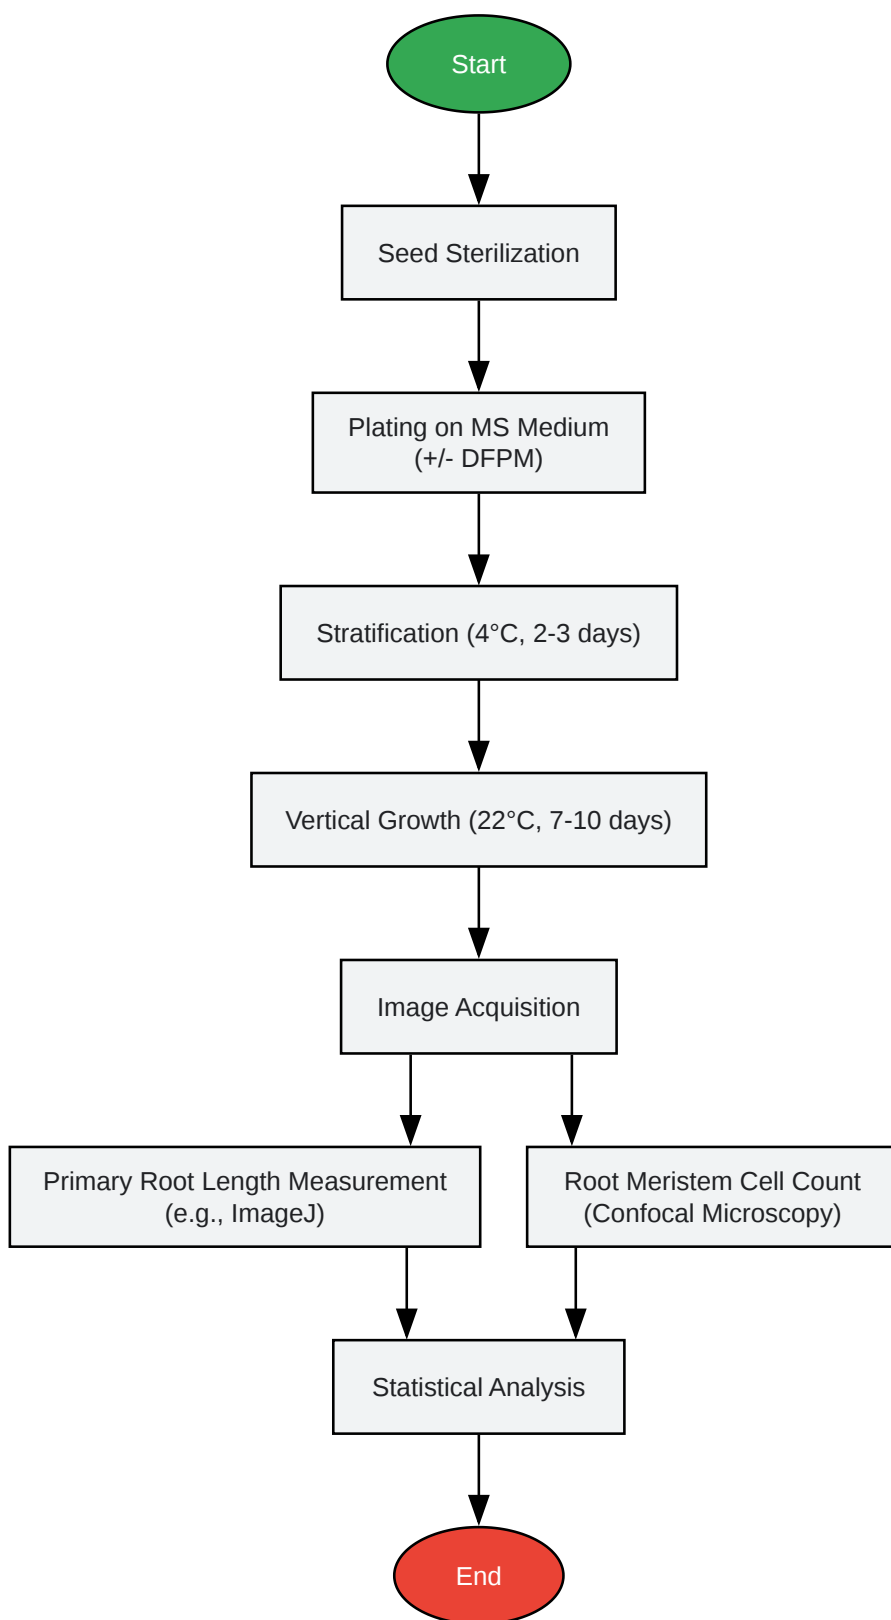 Start
Seed Sterilization
Plating on MS Medium
(+/- DFPM)
Stratification (4°C, 2-3 days)
Vertical Growth (22°C, 7-10 days)
Image Acquisition
Primary Root Length Measurement
(e.g., ImageJ)
Root Meristem Cell Count
(Confocal Microscopy)
Statistical Analysis
End